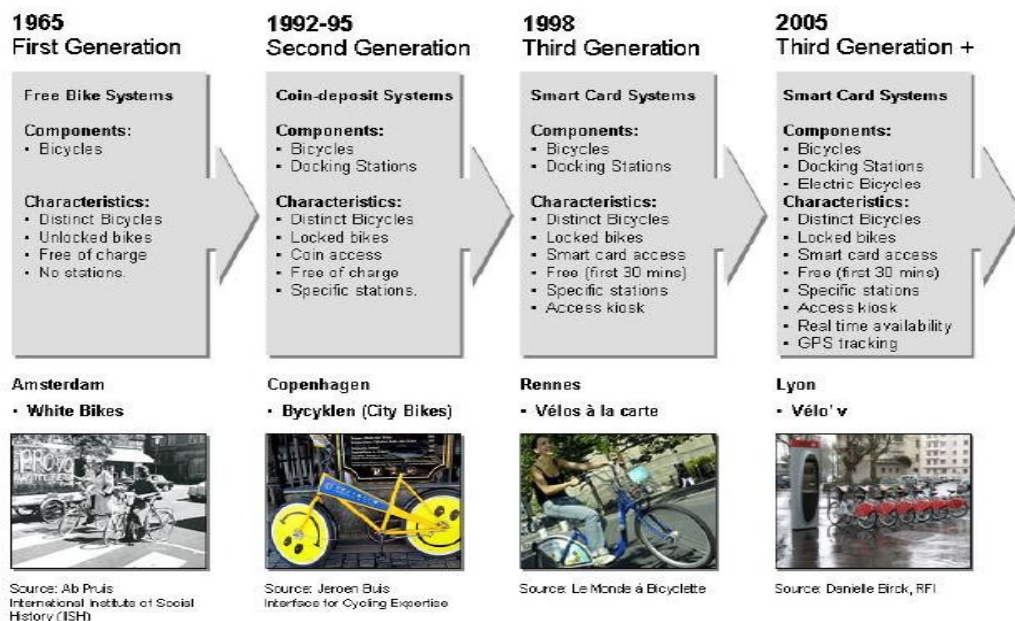 1965
First Generation
Free Bike Systems
Components:
• Bicycles
Characteristics:
• Distinct Bicycles
• Unlocked bikes
• Free of charge
• No stations.
Amsterdam
• White Bikes
Source: Ab Pruis
International Institute of Social
History (IISH)
1992-95
Second Generation
Coin-deposit Systems
Components:
• Bicycles
• Docking Stations
Characteristics:
• Distinct Bicycles
• Locked bikes
• Coin access
• Free of charge
• Specific stations.
Copenhagen
• Bycyklen (City Bikes)
Source: Jeroen Buis
Interface for Cycling Expertise
1998
Third Generation
Smart Card Systems
Components:
• Bicycles
• Docking Stations
Characteristics:
• Distinct Bicycles
• Locked bikes
• Smart card access
• Free (first 30 mins)
• Specific stations
• Access kiosk
Rennes
• Vélos à la carte
Source: Le Monde à Bicyclette
2005
Third Generation +
Smart Card Systems
Components:
• Bicycles
• Docking Stations
• Electric Bicycles
Characteristics:
• Distinct Bicycles
• Locked bikes
• Smart card access
• Free (first 30 mins)
• Specific stations
• Access kiosk
• Real time availability
• GPS tracking
Lyon
• Vélo' v
Source: Danielle Birck, RFI